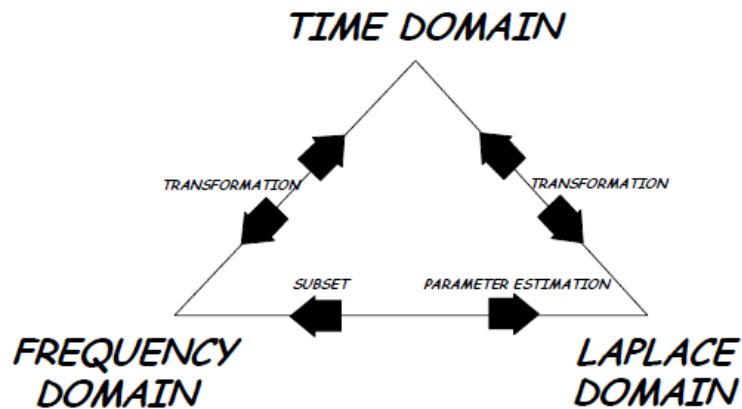 TIME DOMAIN
TRANSFORMATION
TRANSFORMATION
SUBSET
PARAMETER ESTIMATION
FREQUENCY
DOMAIN
LAPLACE
DOMAIN